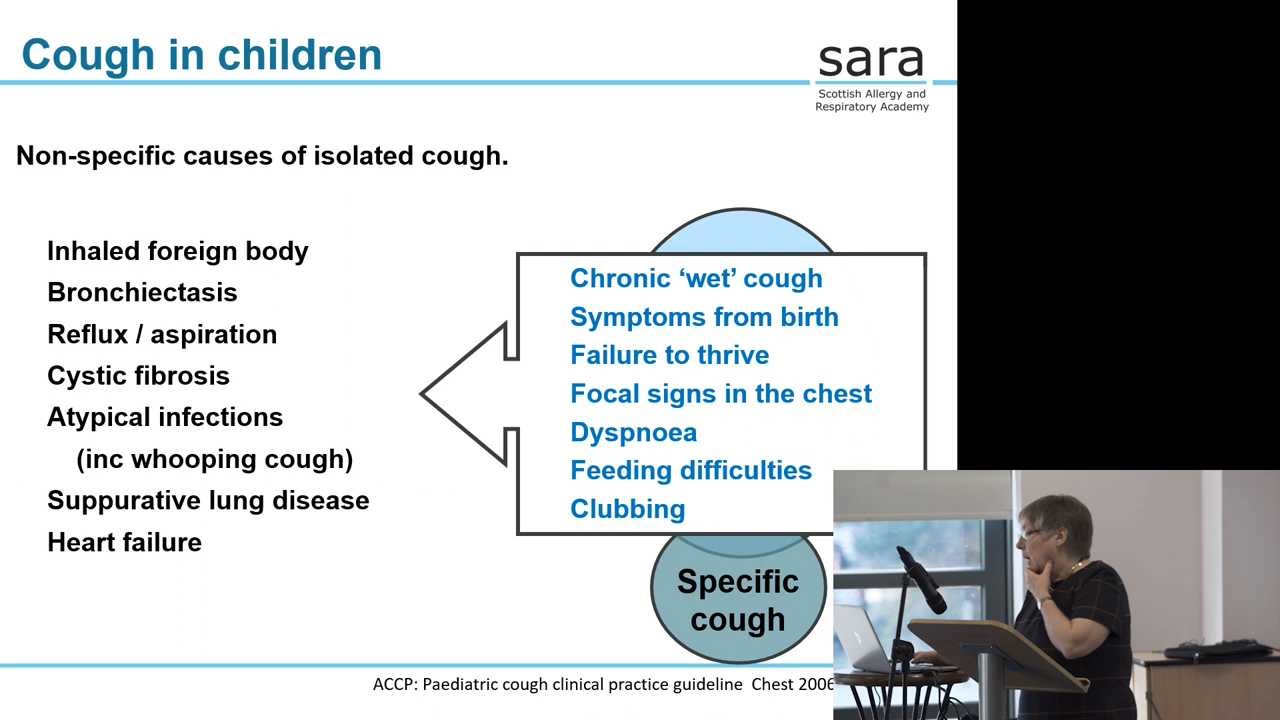 Cough in children
sara
Scottish Allergy and
Respiratory Academy
Non-specific causes of isolated cough.
Inhaled foreign body
Bronchiectasis
Reflux / aspiration
Cystic fibrosis
Atypical infections
(inc whooping cough)
Suppurative lung disease
Heart failure
Chronic ‘wet’ cough
Symptoms from birth
Failure to thrive
Focal signs in the chest
Dyspnoea
Feeding difficulties
Clubbing
Specific
cough
ACCP: Paediatric cough clinical practice guideline Chest 2006